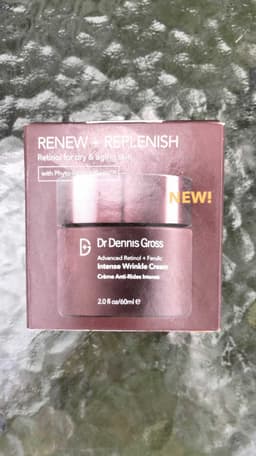 RENEW + REPLENISH
Retinol for dry & aging skin
with Phyto
NEW!
Dr Dennis Gross
Advanced Retinol + Ferulic
Intense Wrinkle Cream
Crème Anti-Rides Intense
2.0 fl oz/60ml e